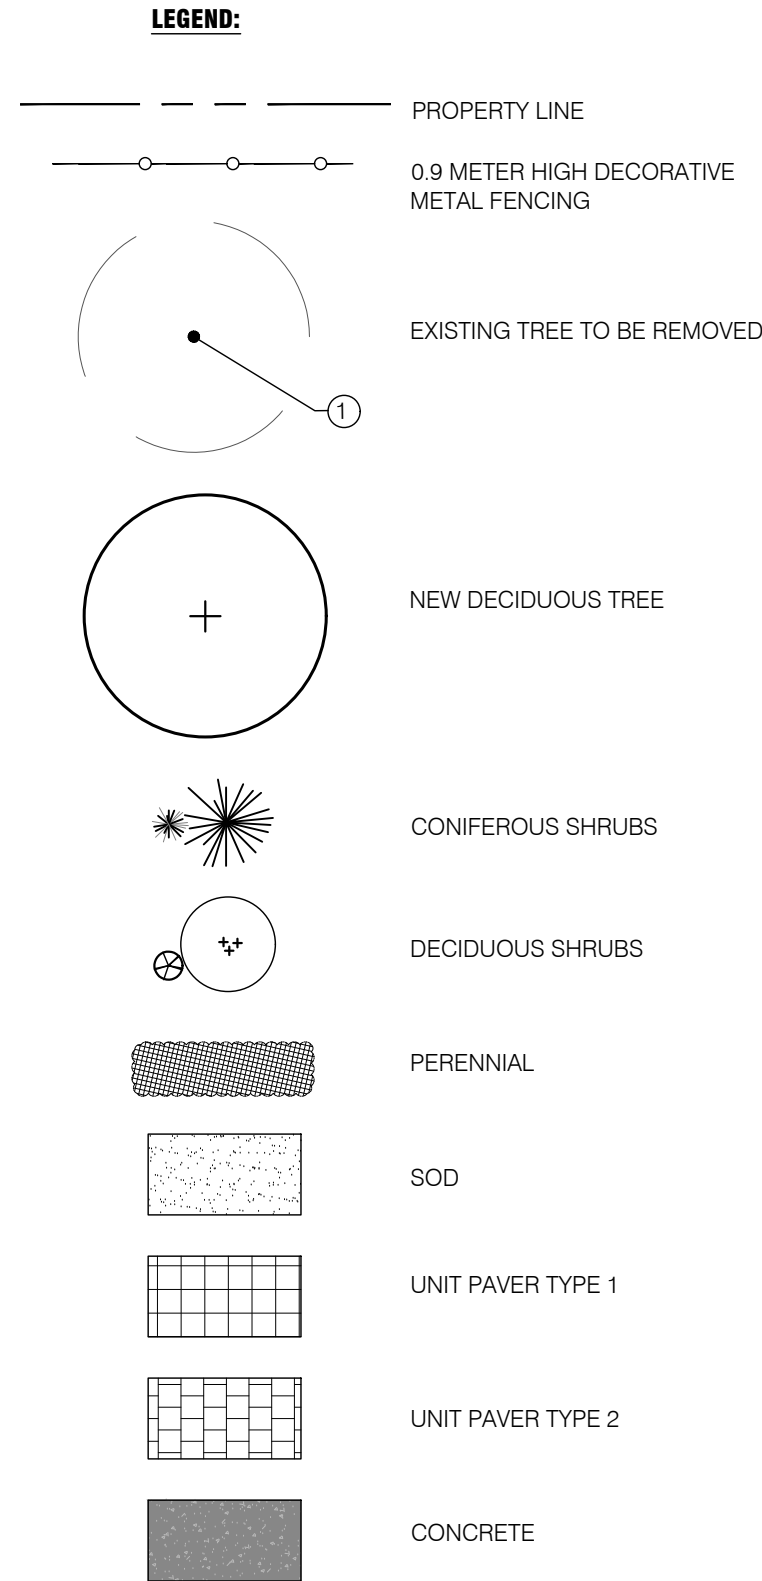 LEGEND:
PROPERTY LINE
0.9 METER HIGH DECORATIVE
METAL FENCING
EXISTING TREE TO BE REMOVED
1
NEW DECIDUOUS TREE
CONIFEROUS SHRUBS
DECIDUOUS SHRUBS
PERENNIAL
SOD
UNIT PAVER TYPE 1
UNIT PAVER TYPE 2
CONCRETE